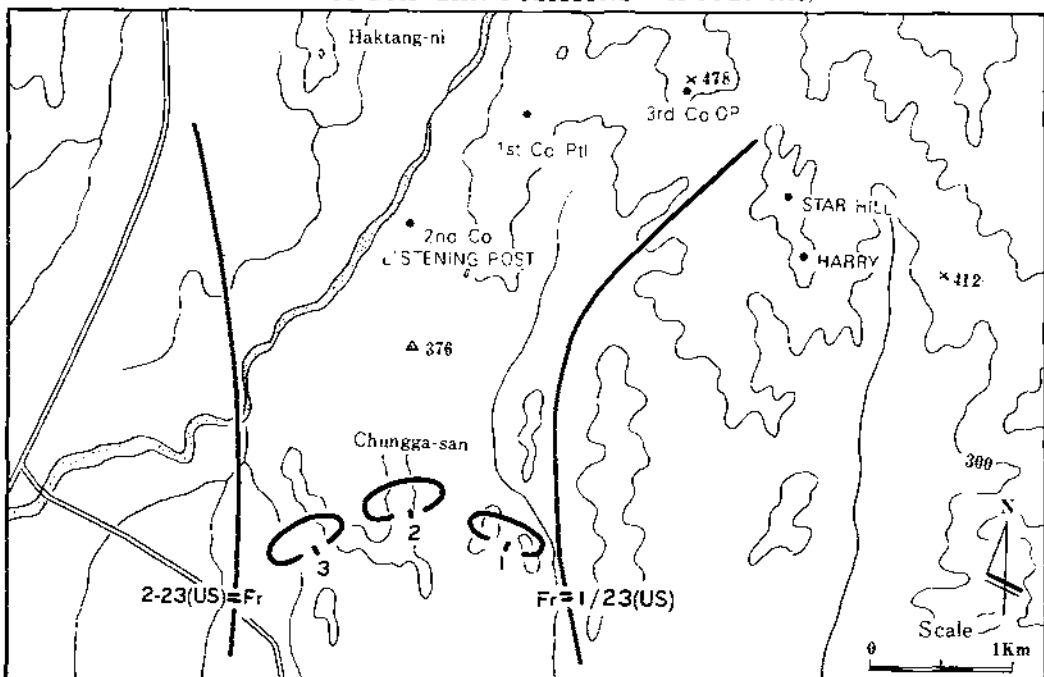 Haktang-ni
478
3rd Co OP
1st Co Ptl
STAR HILL
2nd Co
LISTENING POST
HARRY
412
376
Chungga-san
300
N
2
1
3
2-23(US)=Fr
Fr=1/23(US)
Scale
0
1Km